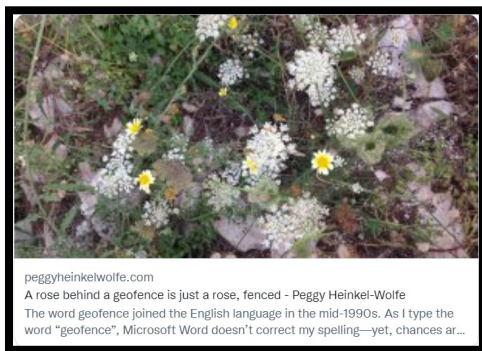 peggyheinkelwolfe.com
A rose behind a geofence is just a rose, fenced - Peggy Heinkel-Wolfe
The word geofence joined the English language in the mid-1990s. As I type the
word “geofence”, Microsoft Word doesn’t correct my spelling—yet, chances ar...